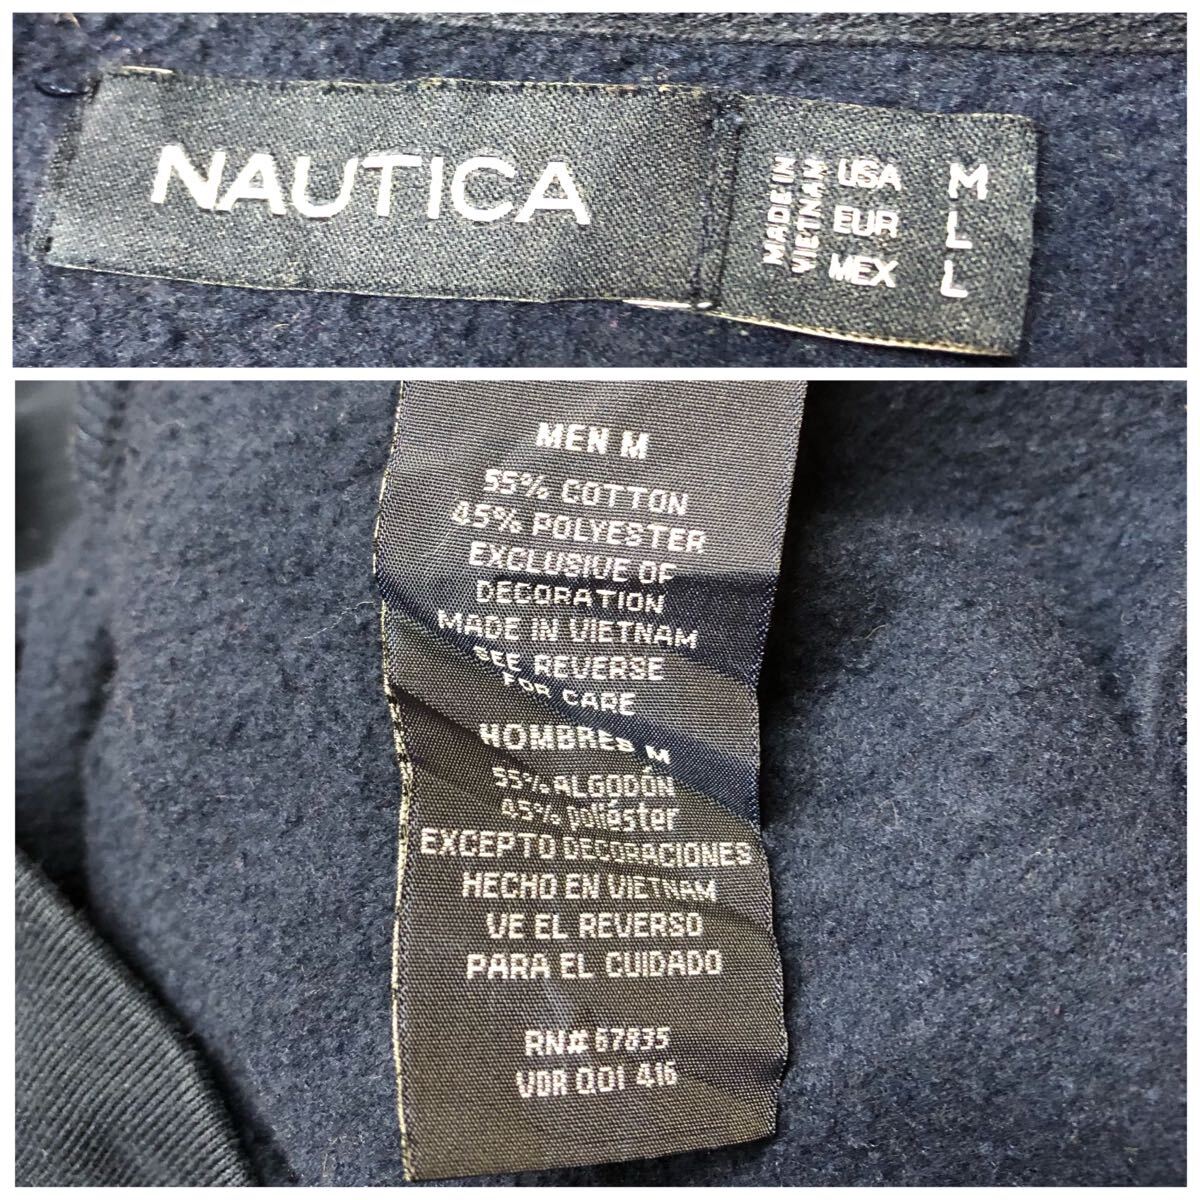 NAUTICA
MADE IN
VIETNAM
USA M
EUR L
MEX L
MEN M
55% COTTON
45% POLYESTER
EXCLUSIVE OF
DECORATION
MADE IN VIETNAM
SEE REVERSE
FOR CARE
HOMBRES M
55% ALGODÓN
45% poliéster
EXCEPTO DECORACIONES
HECHO EN VIETNAM
VE EL REVERSO
PARA EL CUIDADO
RN# 67835
VDR QDI 416